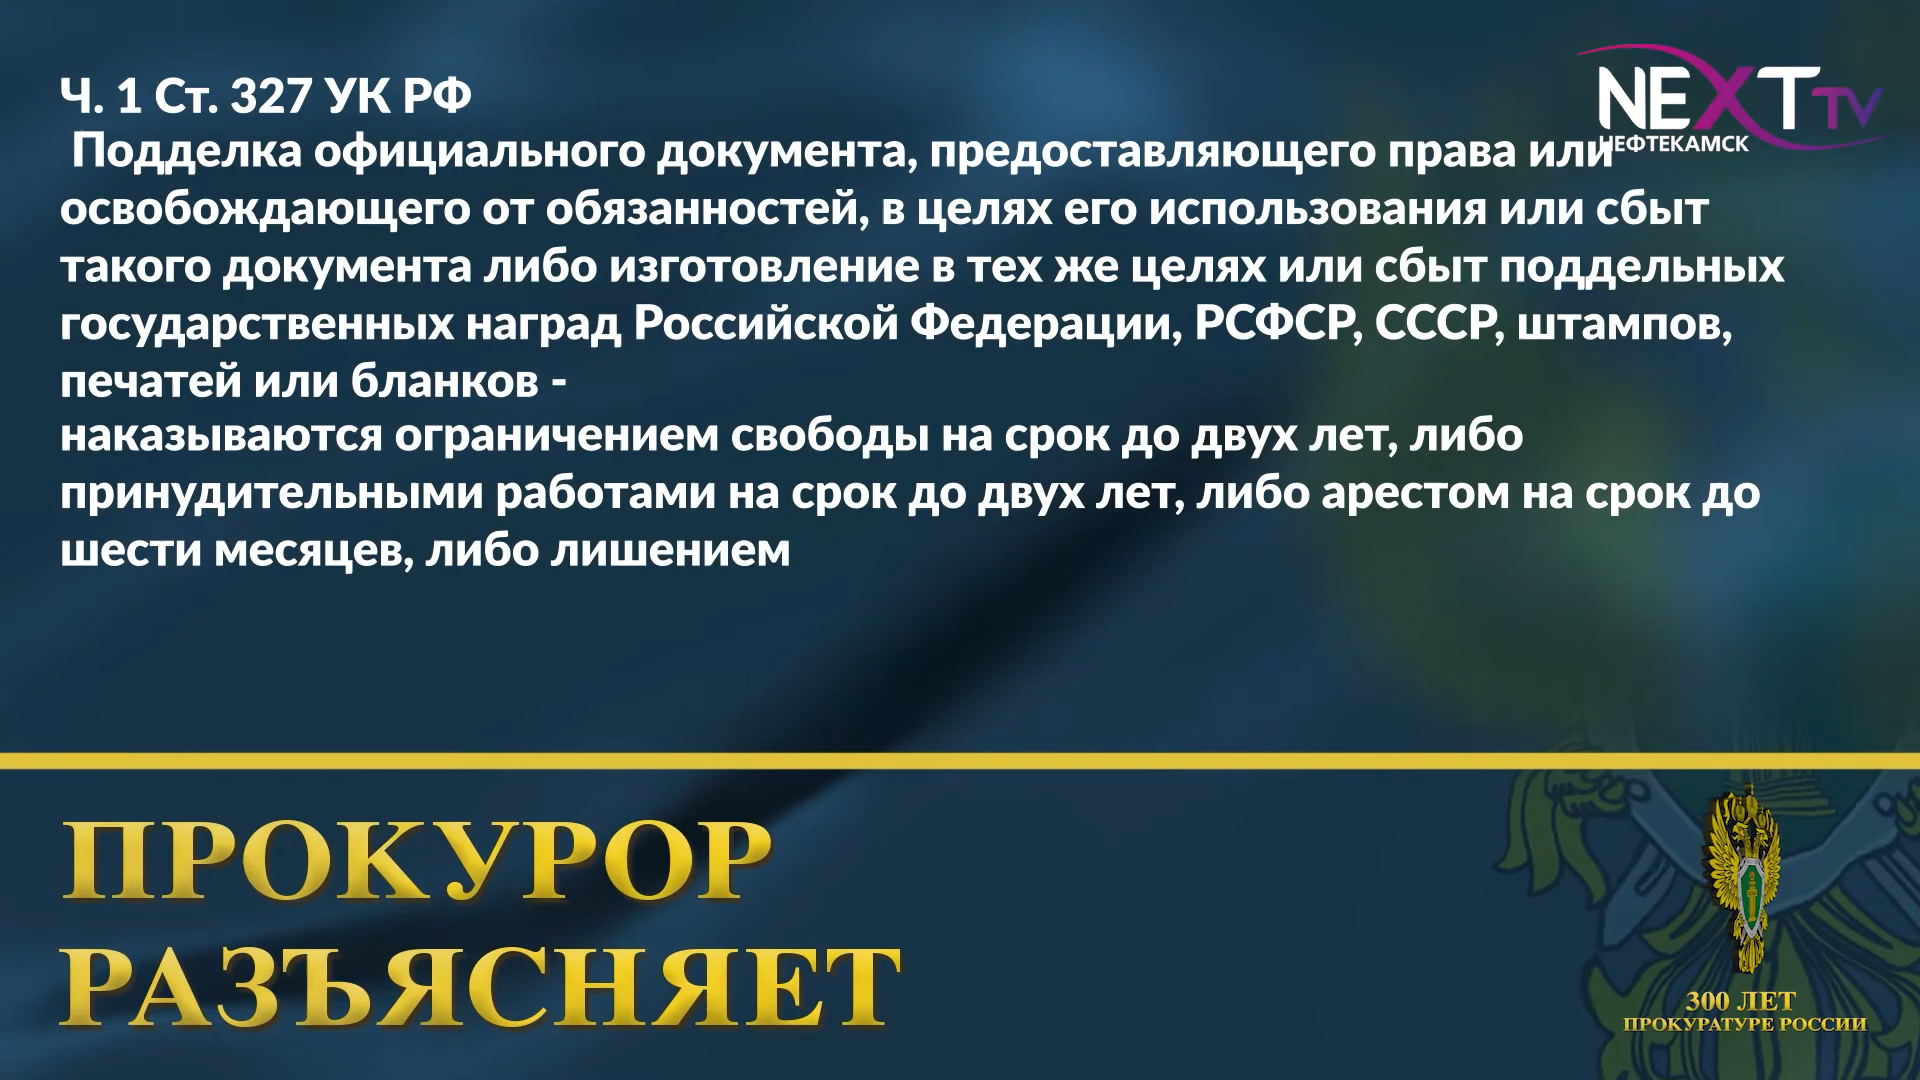 Ч. 1 Ст. 327 УК РФ
NEXT TV
НЕФТЕКАМСК
Подделка официального документа, предоставляющего права или
освобождающего от обязанностей, в целях его использования или сбыт
такого документа либо изготовление в тех же целях или сбыт поддельных
государственных наград Российской Федерации, РСФСР, СССР, штампов,
печатей или бланков -
наказываются ограничением свободы на срок до двух лет, либо
принудительными работами на срок до двух лет, либо арестом на срок до
шести месяцев, либо лишением
ПРОКУРОР
РАЗЪЯСНЯЕТ
300 ЛЕТ
ПРОКУРАТУРЕ РОССИИ